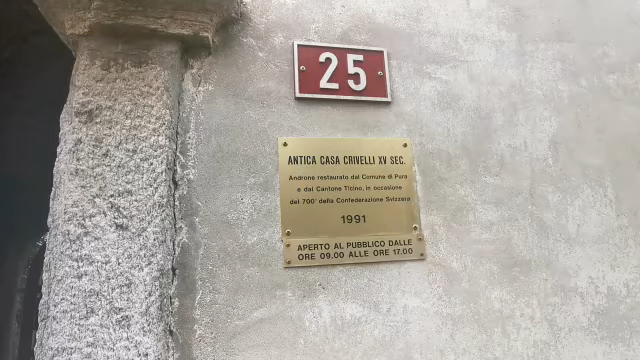 25
ANTICA CASA CRIVELLI XV SEC.
Androne restaurato dal Comune di Pura
e dal Cantone Ticino, in occasione
del 700° della Confederazione Svizzera
1991
APERTO AL PUBBLICO DALLE
ORE 09.00 ALLE ORE 17.00